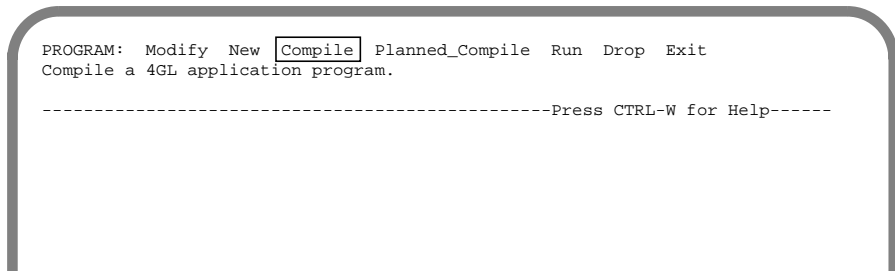 PROGRAM:  Modify  New  Compile  Planned_Compile  Run  Drop  Exit
Compile a 4GL application program.
-------------------------------------------------Press CTRL-W for Help------